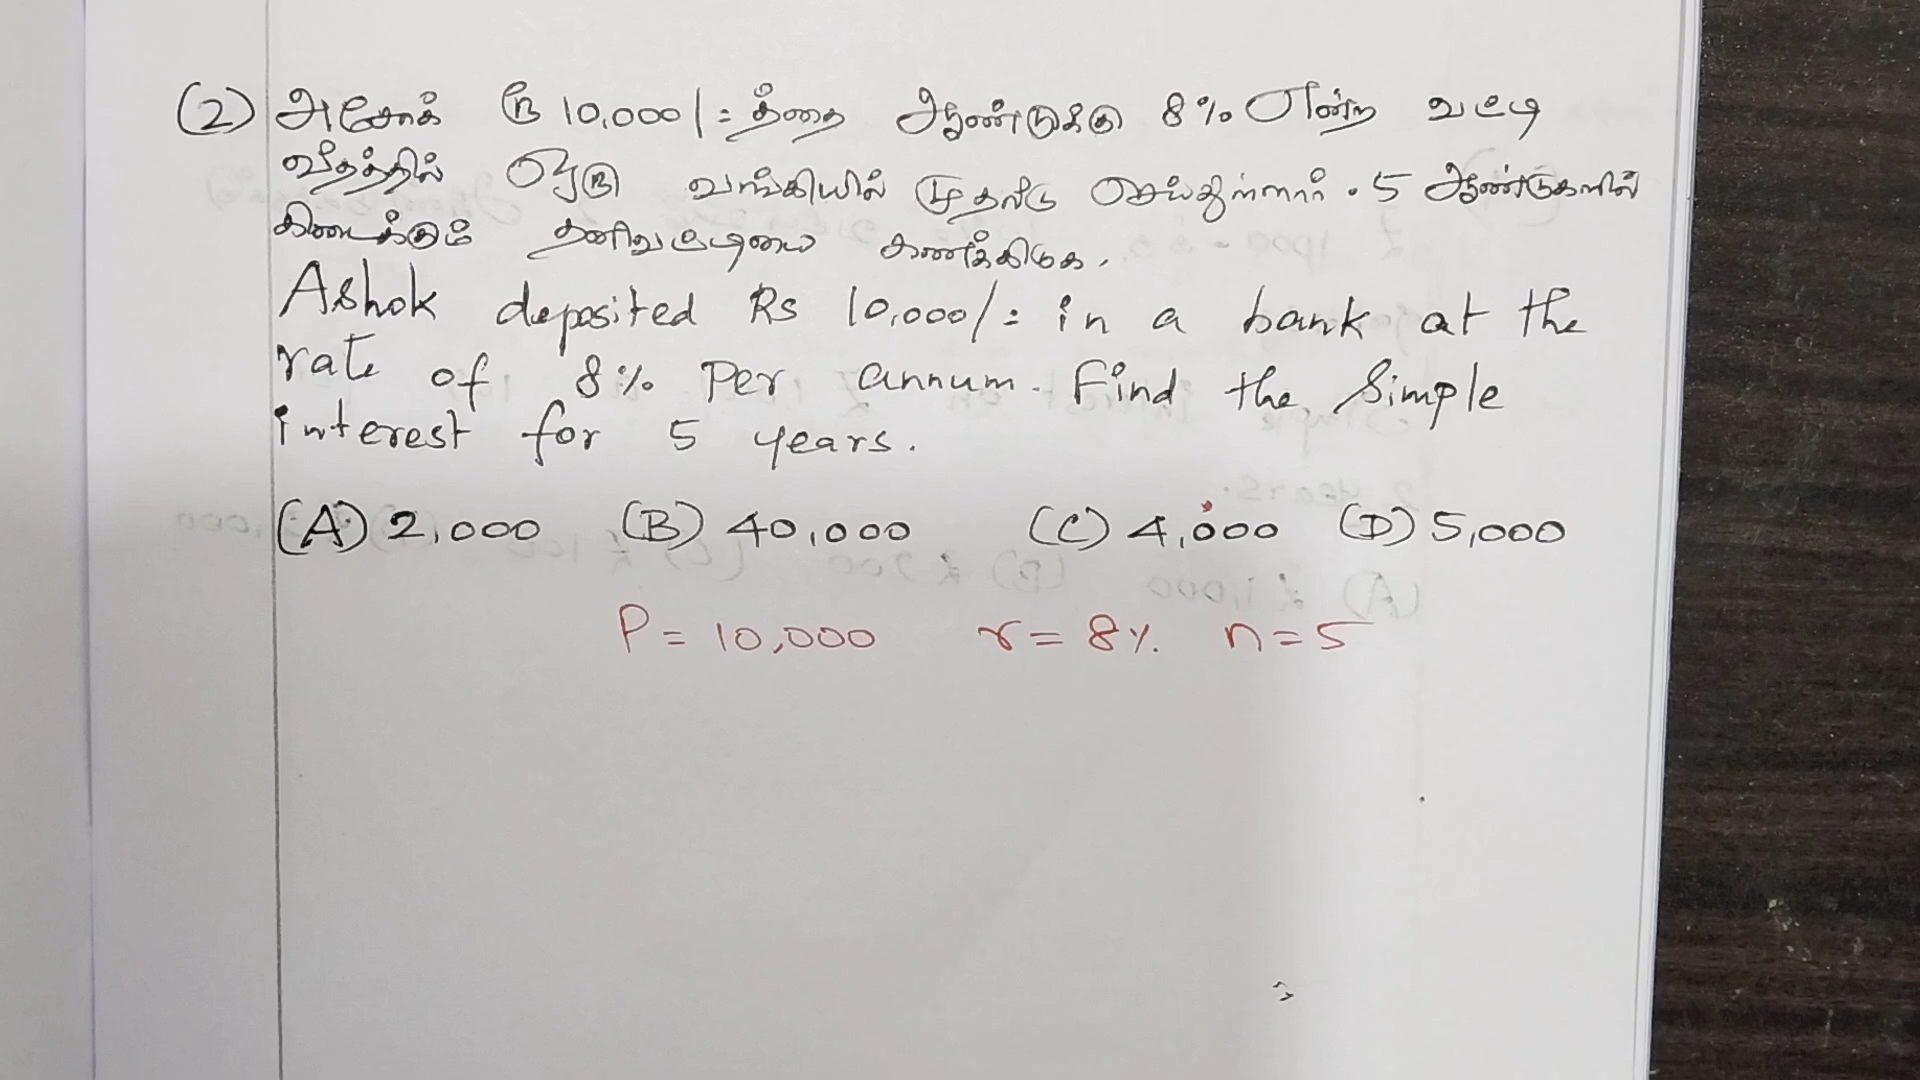 (2) அசோக் ரூ 10,000/= த்தை ஆண்டுக்கு 8% என்ற வட்டி
வீதத்தில் ஒரு வங்கியில் முதலீடு செய்துள்ளார். 5 ஆண்டுகளில்
கிடைக்கும் தனிவட்டியை கணக்கிடுக.
Ashok deposited Rs 10,000/= in a bank at the
rate of 8% Per annum. Find the Simple
interest for 5 years.
(A) 2,000 (B) 40,000 (C) 4,000 (D) 5,000
P = 10,000 r = 8% n = 5